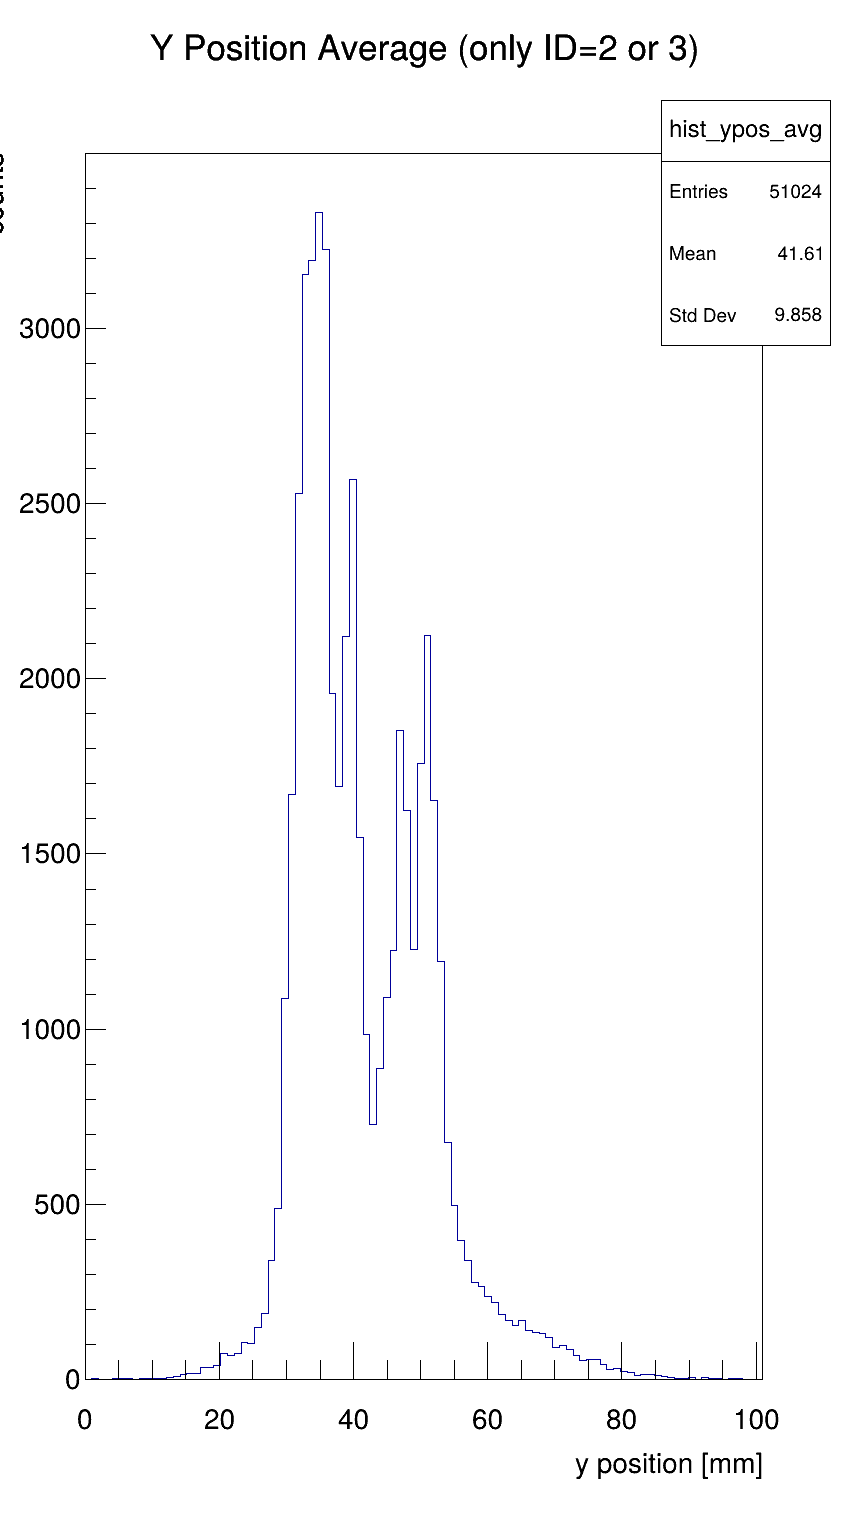 Y Position Average (only ID=2 or 3)
hist_ypos_avg
Entries 51024
Mean 41.61
Std Dev 9.858
3000
2500
2000
1500
1000
500
0
0 20 40 60 80 100
y position [mm]